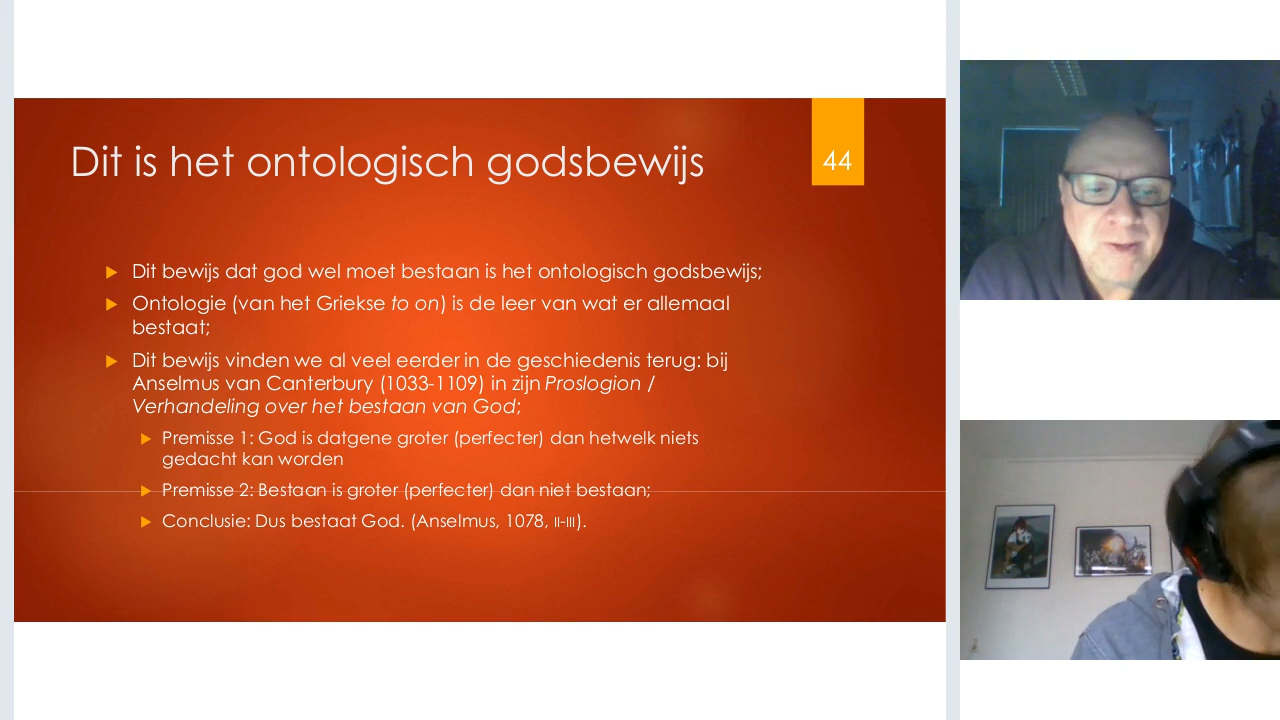 Dit is het ontologisch godsbewijs
44
Dit bewijs dat god wel moet bestaan is het ontologisch godsbewijs;
Ontologie (van het Griekse to on) is de leer van wat er allemaal
bestaat;
Dit bewijs vinden we al veel eerder in de geschiedenis terug: bij
Anselmus van Canterbury (1033-1109) in zijn Proslogion /
Verhandeling over het bestaan van God;
Premisse 1: God is datgene groter (perfecter) dan hetwelk niets
gedacht kan worden
Premisse 2: Bestaan is groter (perfecter) dan niet bestaan;
Conclusie: Dus bestaat God. (Anselmus, 1078, II-III).